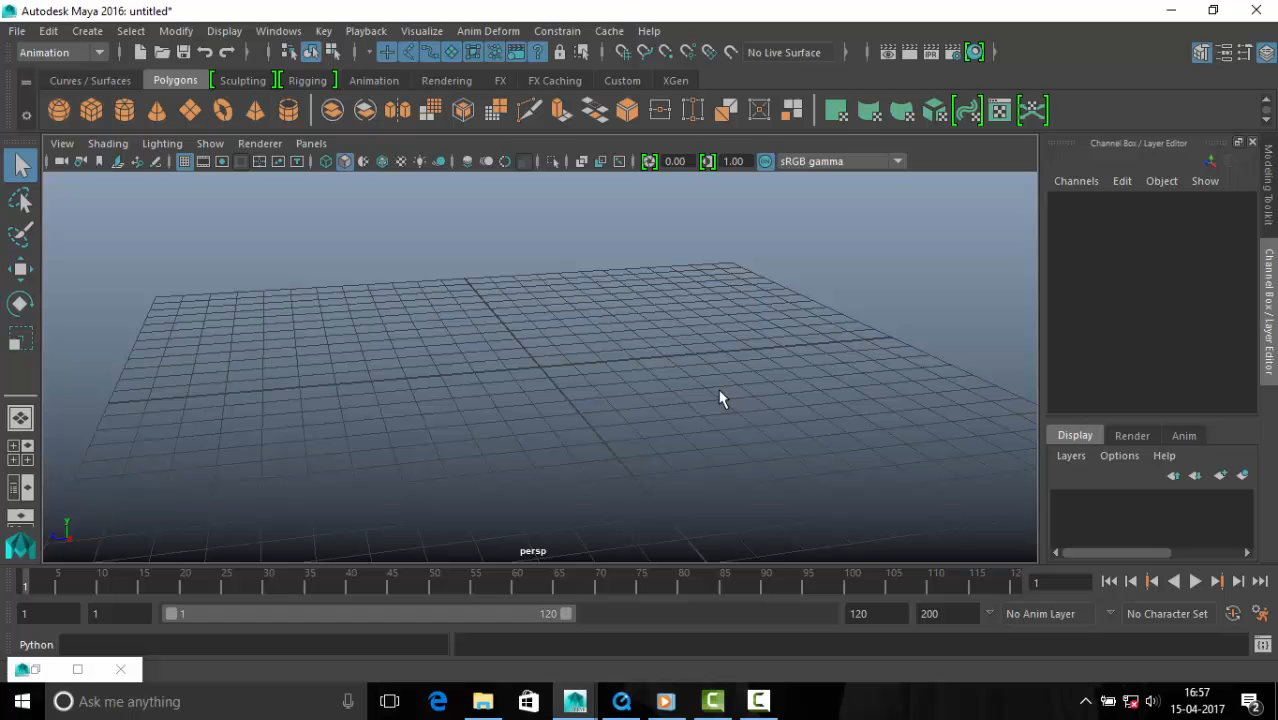 Autodesk Maya 2016: untitled*
File Edit Create Select Modify Display Windows Key Playback Visualize Anim Deform Constrain Cache Help
Animation No Live Surface
Curves / Surfaces Polygons Sculpting Rigging Animation Rendering FX FX Caching Custom XGen
View Shading Lighting Show Renderer Panels
0.00 1.00 sRGB gamma
Channel Box / Layer Editor
Channels Edit Object Show
Modeling Toolkit
Channel Box / Layer Editor
Display Render Anim
Layers Options Help
y
persp
5 10 15 20 25 30 35 40 45 50 55 60 65 70 75 80 85 90 95 100 105 110 115 12
1
1
1 1 1 120 120 200 No Anim Layer No Character Set
Python
Ask me anything
16:57
15-04-2017
2